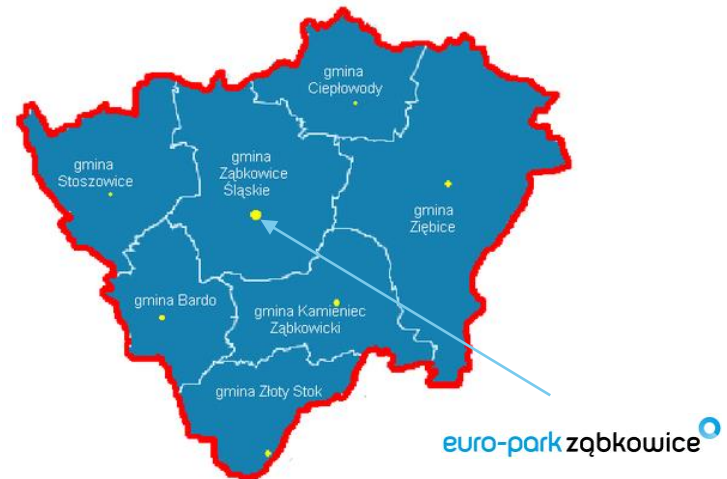 gmina
Ciepłowody
gmina
Ząbkowice
Śląskie
gmina
Stoszowice
gmina
Ziębice
gmina Bardo
gmina Kamieniec
Ząbkowicki
gmina Złoty Stok
euro-park ząbkowice